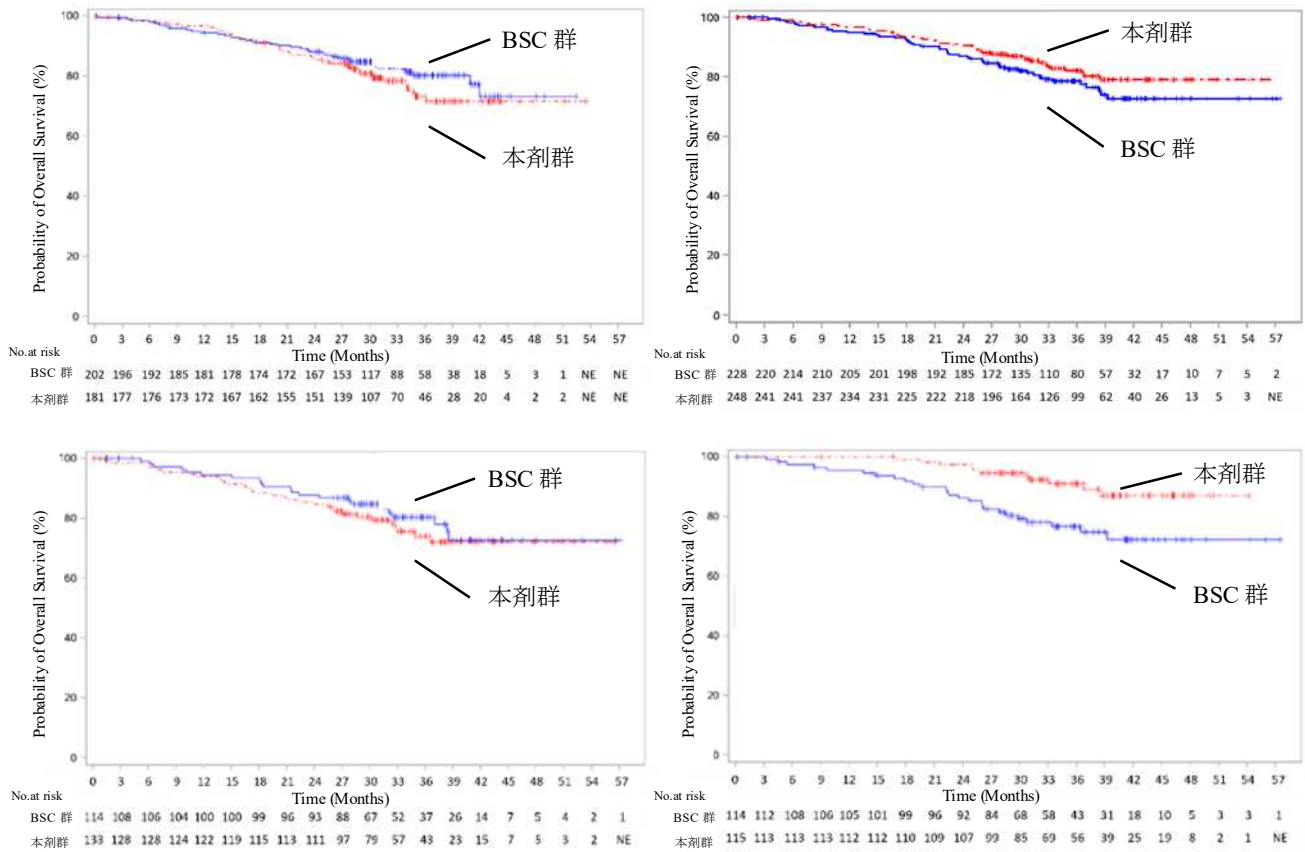 Probability of Overall Survival (%)
100
80
60
40
20
0
BSC 群
本剤群
0 3 6 9 12 15 18 21 24 27 30 33 36 39 42 45 48 51 54 57
Time (Months)
No.at risk
BSC 群 202 196 192 185 181 178 174 172 167 153 117 88 58 38 18 5 3 1 NE NE
本剤群 181 177 176 173 172 167 162 155 151 139 107 70 46 28 20 4 2 2 NE NE
Probability of Overall Survival (%)
100
80
60
40
20
0
本剤群
BSC 群
0 3 6 9 12 15 18 21 24 27 30 33 36 39 42 45 48 51 54 57
Time (Months)
No.at risk
BSC 群 228 220 214 210 205 201 198 192 185 172 135 110 80 57 32 17 10 7 5 2
本剤群 248 241 241 237 234 231 225 222 218 196 164 126 99 62 40 26 13 5 3 NE
Probability of Overall Survival (%)
100
80
60
40
20
0
BSC 群
本剤群
0 3 6 9 12 15 18 21 24 27 30 33 36 39 42 45 48 51 54 57
Time (Months)
No.at risk
BSC 群 114 108 106 104 100 100 99 96 93 88 67 52 37 26 14 7 5 4 2 1
本剤群 133 128 128 124 122 119 115 113 111 97 79 57 43 23 15 7 5 3 2 NE
Probability of Overall Survival (%)
100
80
60
40
20
0
本剤群
BSC 群
0 3 6 9 12 15 18 21 24 27 30 33 36 39 42 45 48 51 54 57
Time (Months)
No.at risk
BSC 群 114 112 108 106 105 101 99 96 92 84 68 58 43 31 18 10 5 3 3 1
本剤群 115 113 113 113 112 112 110 109 107 99 85 69 56 39 25 19 8 2 1 NE